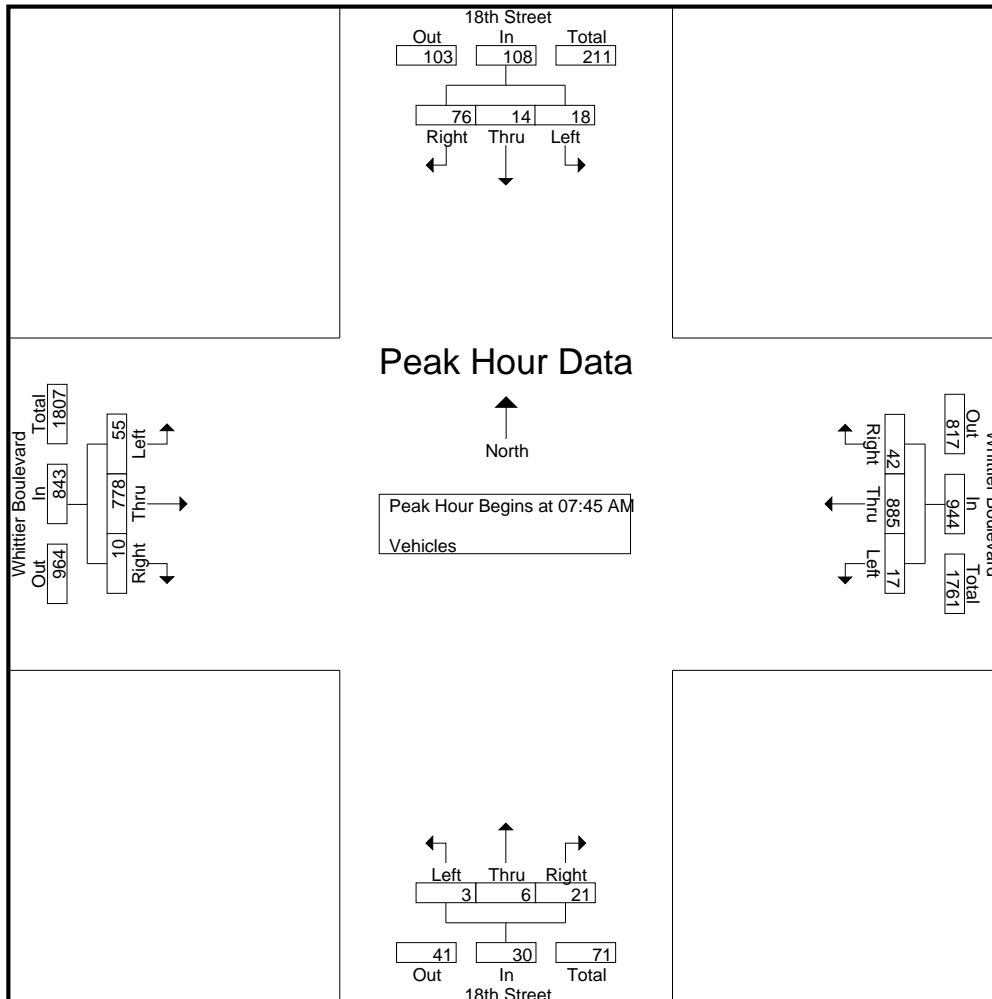 18th Street
Out In Total
103 108 211
76 14 18
Right Thru Left
Peak Hour Data
North
Peak Hour Begins at 07:45 AM
Vehicles
Whittier Boulevard
Out In Total
964 843 1807
10 778 55
Right Thru Left
Whittier Boulevard
Out In Total
817 944 1761
42 885 17
Right Thru Left
Left Thru Right
3 6 21
41 30 71
Out In Total
18th Street